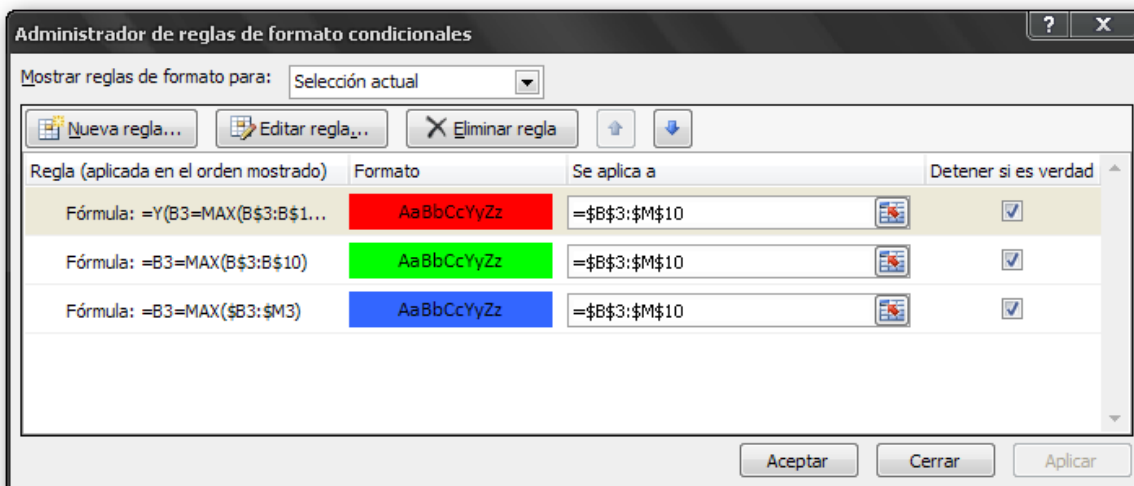 Administrador de reglas de formato condicionales
Mostrar reglas de formato para: Selección actual
Nueva regla... Editar regla... Eliminar regla
Regla (aplicada en el orden mostrado) Formato Se aplica a Detener si es verdad
Fórmula: =Y(B3=MAX(B$3:B$1... AaBbCcYyZz =$B$3:$M$10
Fórmula: =B3=MAX(B$3:B$10) AaBbCcYyZz =$B$3:$M$10
Fórmula: =B3=MAX($B3:$M3) AaBbCcYyZz =$B$3:$M$10
Aceptar Cerrar Aplicar